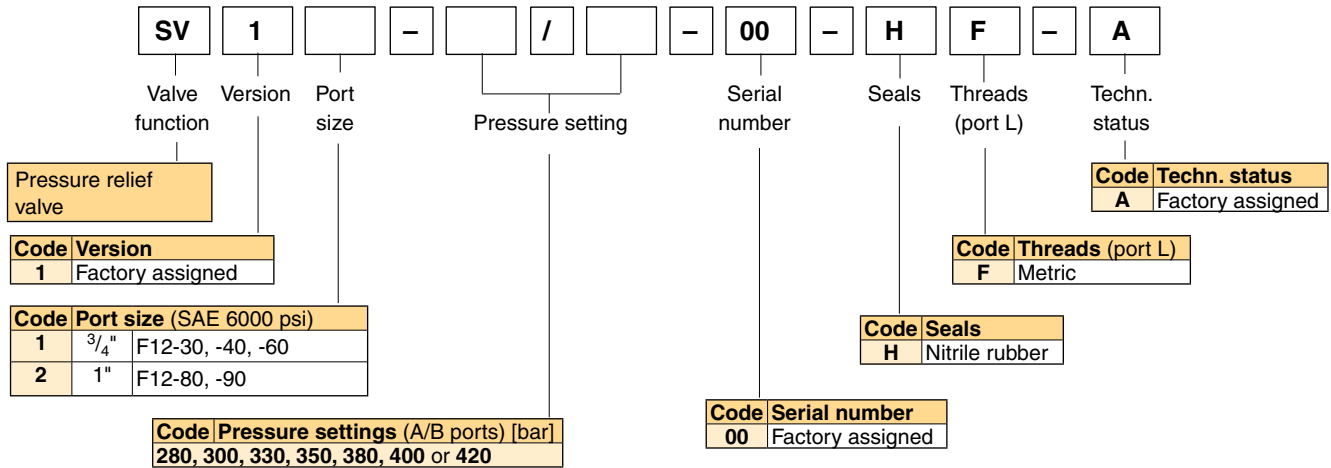 SV 1 – / – 00 – H F – A
Valve function
Version
Port size
Pressure setting
Serial number
Seals
Threads (port L)
Techn. status
Pressure relief
valve
Code Techn. status
A Factory assigned
Code Version
1 Factory assigned
Code Threads (port L)
F Metric
Code Port size (SAE 6000 psi)
1 3/4" F12-30, -40, -60
2 1" F12-80, -90
Code Seals
H Nitrile rubber
Code Serial number
00 Factory assigned
Code Pressure settings (A/B ports) [bar]
280, 300, 330, 350, 380, 400 or 420